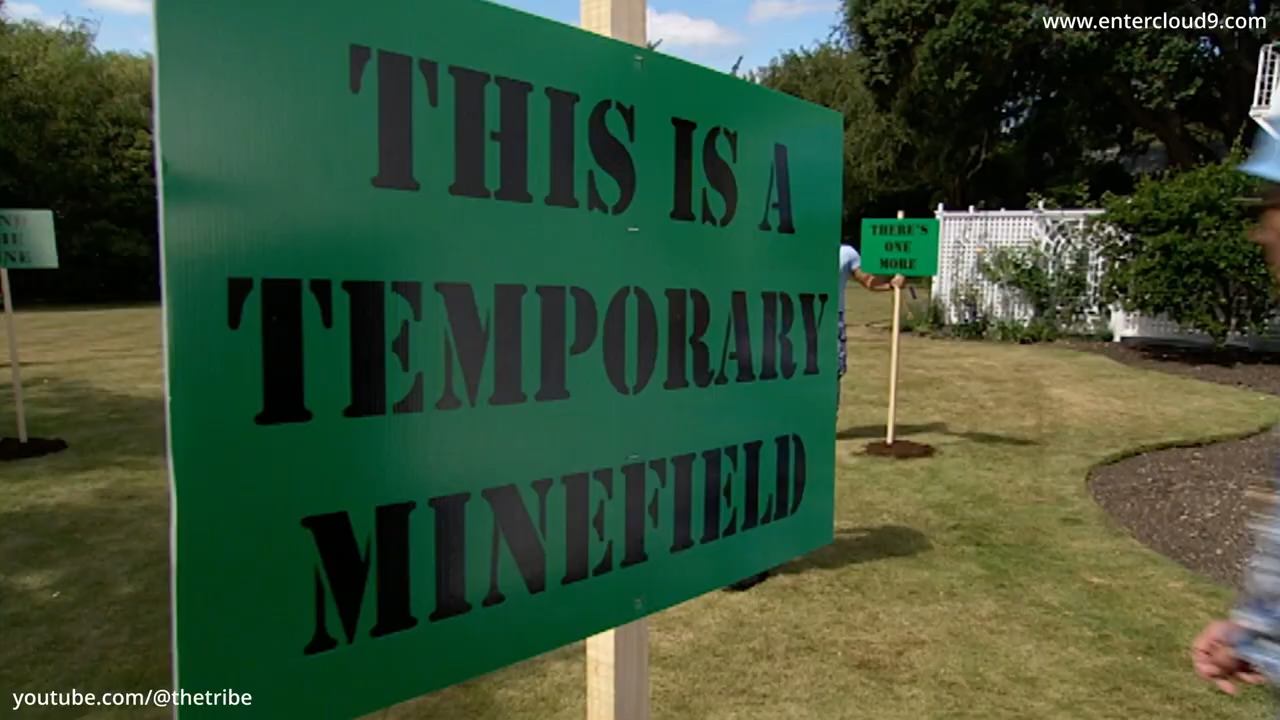 www.entercloud9.com
THIS IS A
TEMPORARY
MINEFIELD
THERE'S
ONE
MORE
youtube.com/@thetribe